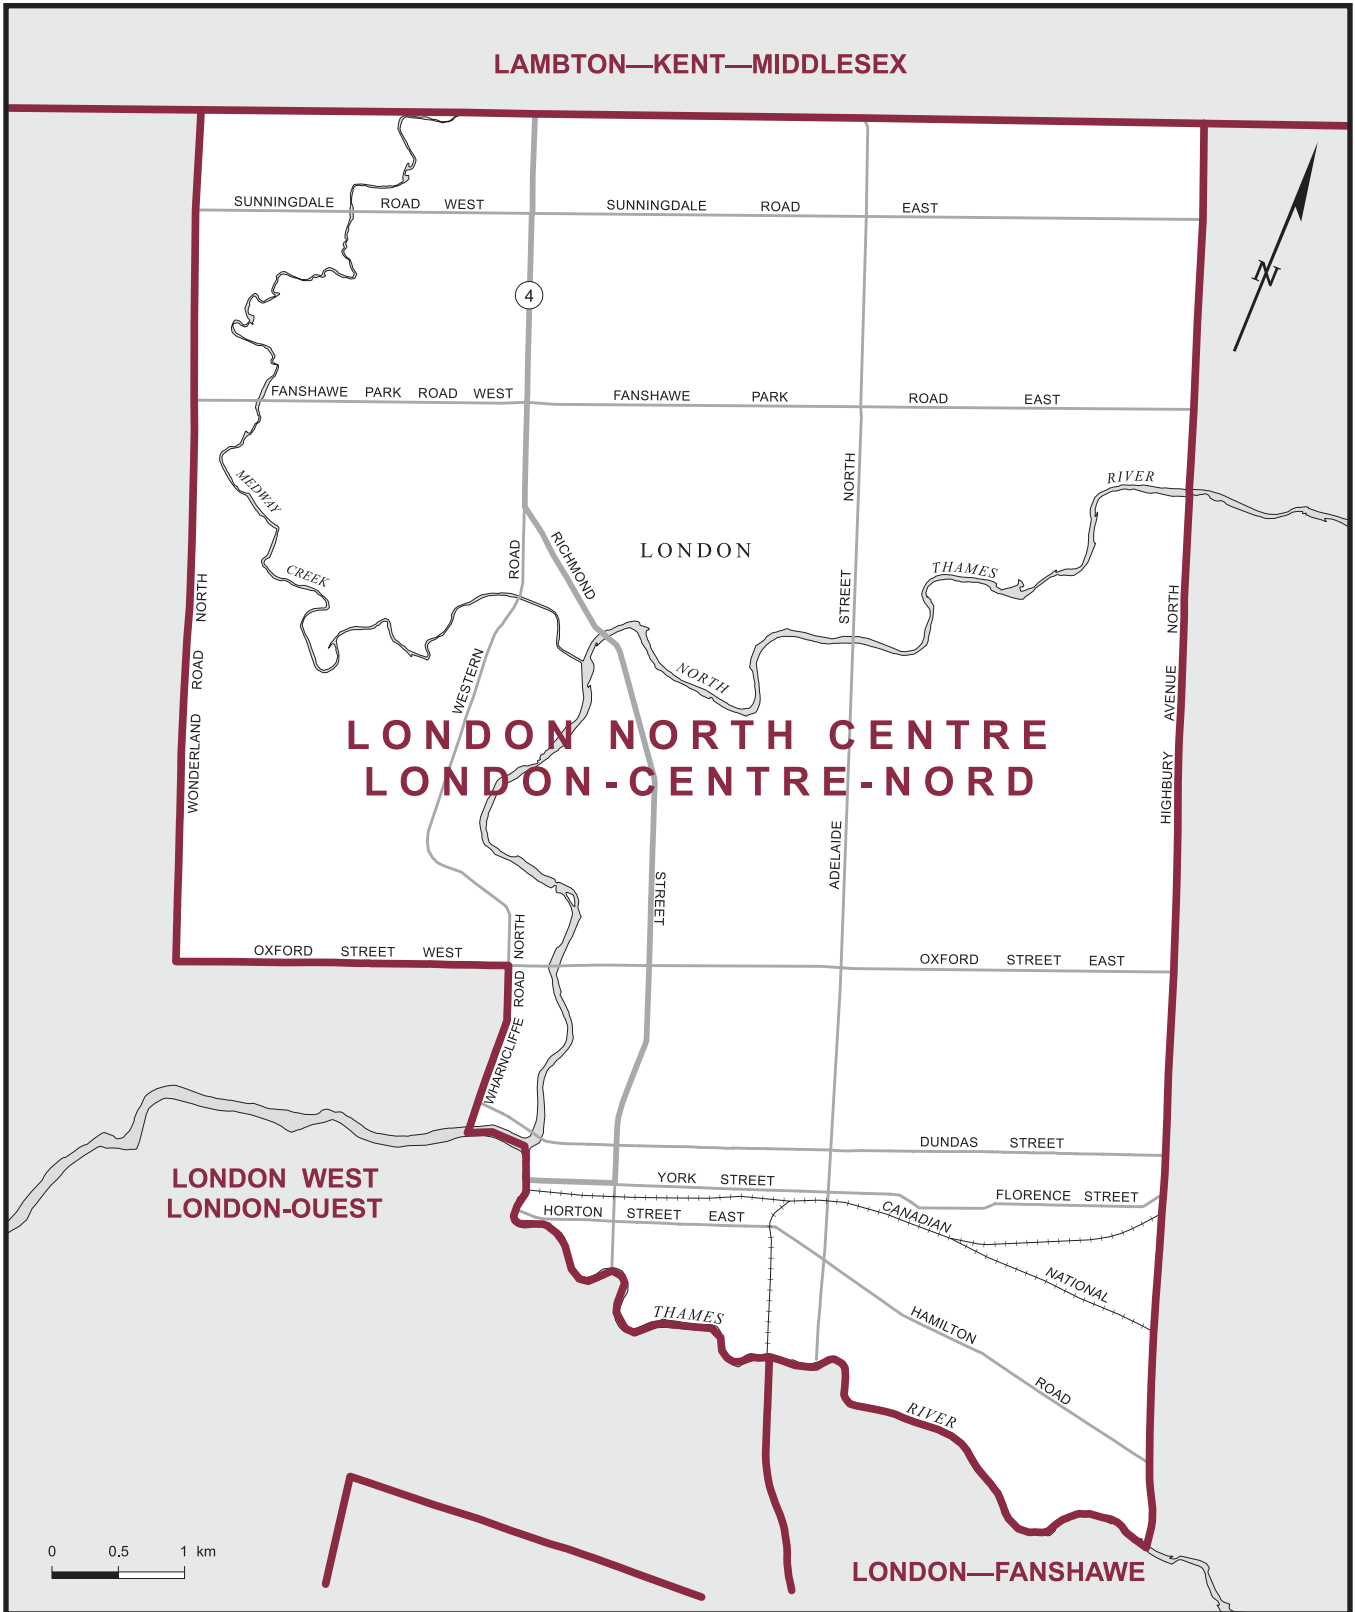 LAMBTON—KENT—MIDDLESEX
SUNNINGDALE ROAD WEST
SUNNINGDALE ROAD EAST
N
4
FANSHAWE PARK ROAD WEST
FANSHAWE PARK ROAD EAST
MEDWAY
CREEK
RIVER
THAMES
NORTH
LONDON
ROAD
WESTERN
RICHMOND
STREET
NORTH
STREET
ADELAIDE
NORTH
ROAD
WONDERLAND
NORTH
AVENUE
HIGHBURY
LONDON NORTH CENTRE
LONDON-CENTRE-NORD
OXFORD STREET WEST
OXFORD STREET EAST
WHARNCLIFFE ROAD NORTH
DUNDAS STREET
LONDON WEST
LONDON-OUEST
YORK STREET
FLORENCE STREET
HORTON STREET EAST
CANADIAN
NATIONAL
HAMILTON
ROAD
THAMES
RIVER
0 0.5 1 km
LONDON—FANSHAWE